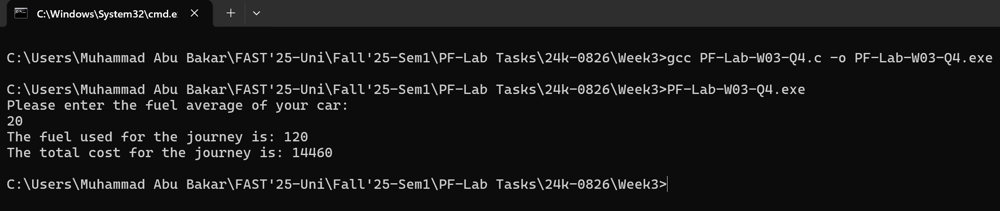 C:\Windows\System32\cmd.e
C:\Users\Muhammad Abu Bakar\FAST'25-Uni\Fall'25-Sem1\PF-Lab Tasks\24k-0826\Week3>gcc PF-Lab-W03-Q4.c -o PF-Lab-W03-Q4.exe
C:\Users\Muhammad Abu Bakar\FAST'25-Uni\Fall'25-Sem1\PF-Lab Tasks\24k-0826\Week3>PF-Lab-W03-Q4.exe
Please enter the fuel average of your car:
20
The fuel used for the journey is: 120
The total cost for the journey is: 14460
C:\Users\Muhammad Abu Bakar\FAST'25-Uni\Fall'25-Sem1\PF-Lab Tasks\24k-0826\Week3>